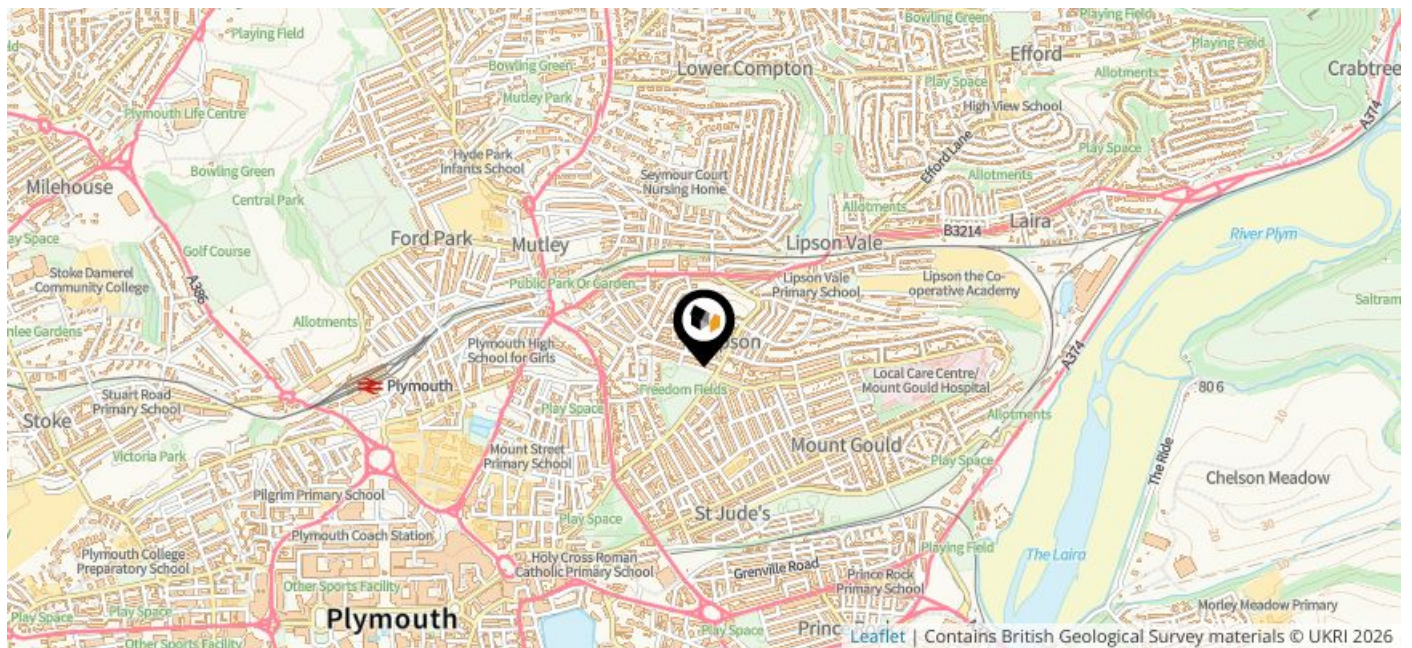 Playing Field
Bowling Green
Playing Field
Efford
Playing Field
Bowling Green
Lower Compton
Crabtree
Play Space
Allotments
Mutley Park
High View School
Plymouth Life Centre
A374
Efford Lane
Play Space
Hyde Park
Infants School
Bowling Green
Seymour Court
Nursing Home
Allotments
Milehouse
Central Park
Allotments
Laira
B3214
River Plym
Ford Park
Mutley
Lipson Vale
Golf Course
Stoke Damerel
Community College
A386
Public Park Or Garden
Lipson Vale
Primary School
Lipson the Co-
operative Academy
Saltram
Allotments
Plymouth High
School for Girls
A374
Local Care Centre/
Mount Gould Hospital
Plymouth
Freedom Fields
80 6
Stuart Road
Primary School
Play Space
Allotments
10
Stoke
Mount Gould
Victoria Park
Mount Street
Primary School
Play Space
The Ride
Chelson Meadow
Pilgrim Primary School
St Jude's
Play Space
20
30
Plymouth Coach Station
Plymouth College
Preparatory School
Holy Cross Roman
Catholic Primary School
Playing Field
The Laira
Grenville Road
Prince Rock
Primary School
Other Sports Facility
Play Space
Play Space
Plymouth
Morley Meadow Primary
Play Space
Other Sports Facility
Princ
Leaflet | Contains British Geological Survey materials © UKRI 2026